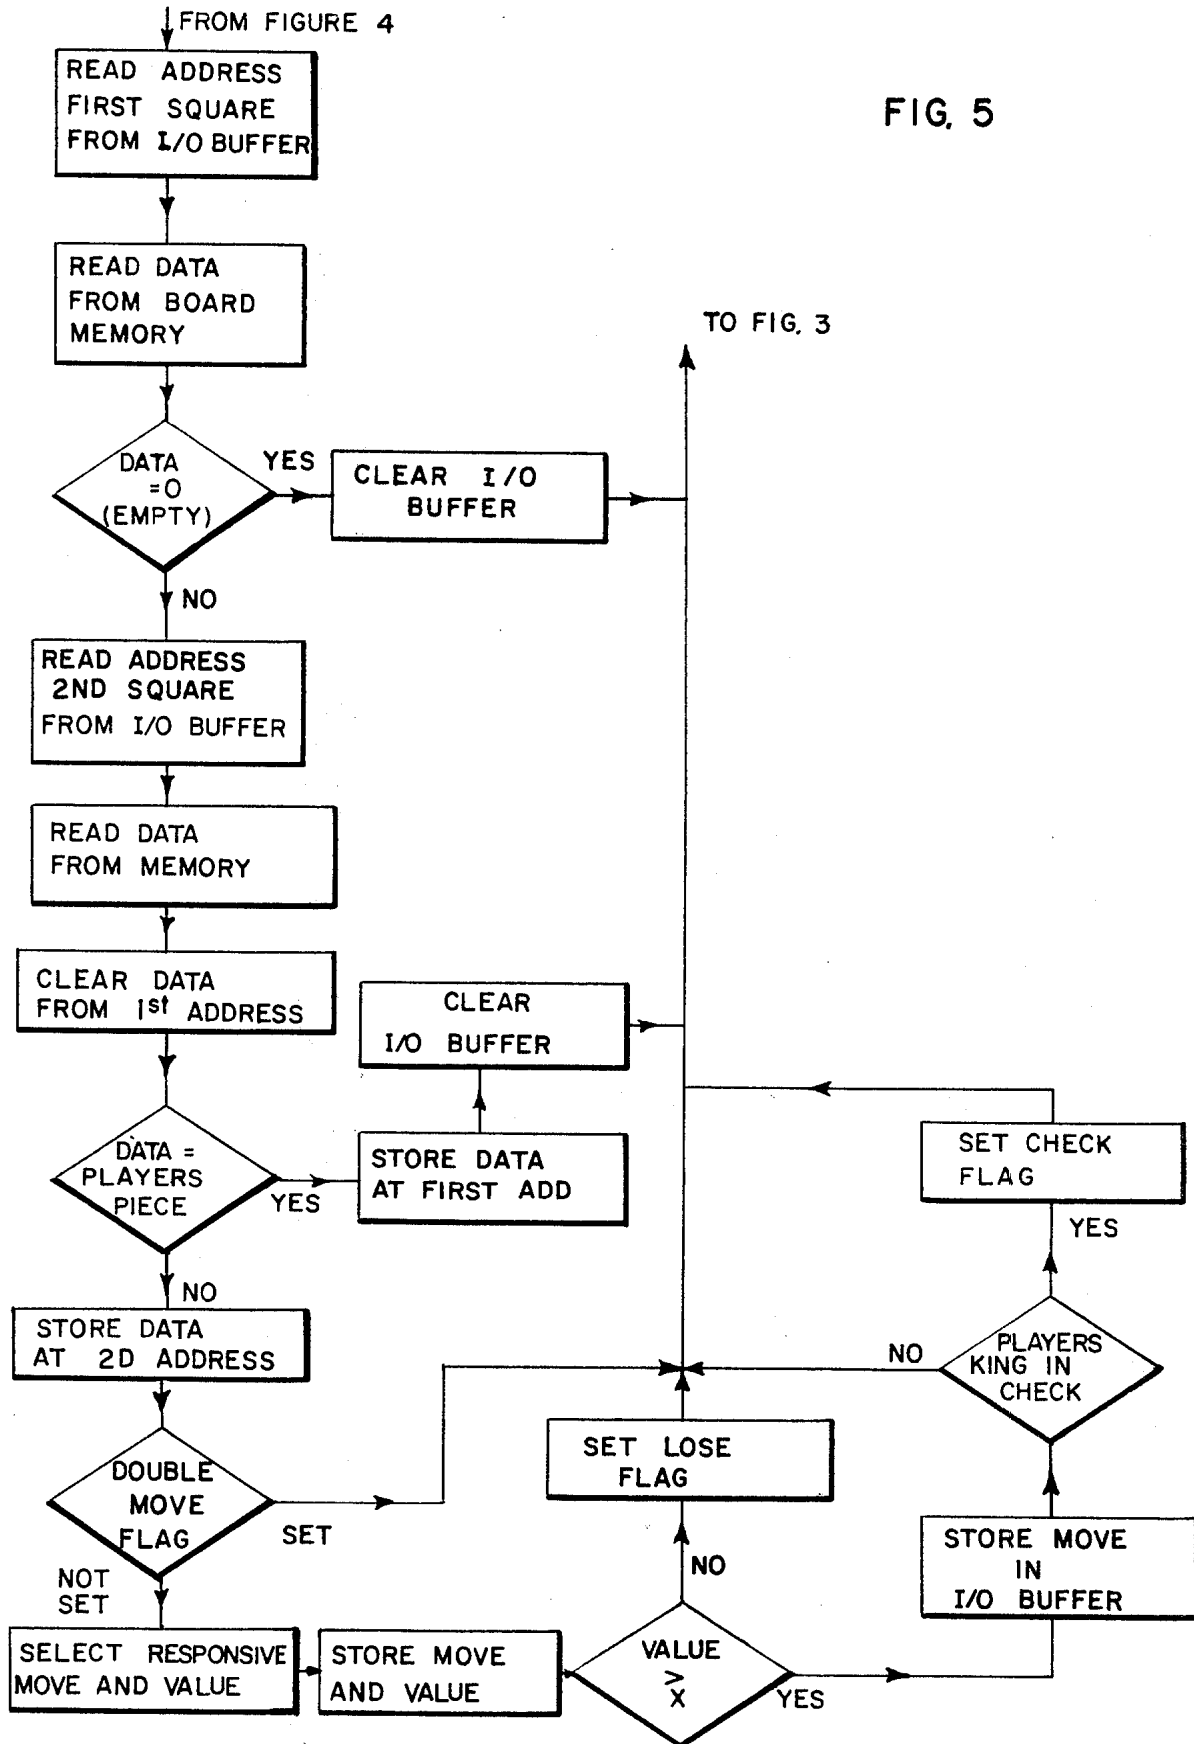 FROM FIGURE 4
READ ADDRESS
FIRST SQUARE
FROM I/O BUFFER
FIG. 5
READ DATA
FROM BOARD
MEMORY
TO FIG. 3
DATA
=0
(EMPTY)
YES
CLEAR I/O
BUFFER
NO
READ ADDRESS
2ND SQUARE
FROM I/O BUFFER
READ DATA
FROM MEMORY
CLEAR DATA
FROM 1st ADDRESS
CLEAR
I/O BUFFER
DATA =
PLAYERS
PIECE
YES
STORE DATA
AT FIRST ADD
SET CHECK
FLAG
YES
NO
STORE DATA
AT 2D ADDRESS
PLAYERS
KING IN
CHECK
NO
DOUBLE
MOVE
FLAG
SET
SET LOSE
FLAG
STORE MOVE
IN
I/O BUFFER
NOT
SET
NO
SELECT RESPONSIVE
MOVE AND VALUE
STORE MOVE
AND VALUE
VALUE
≥
X
YES